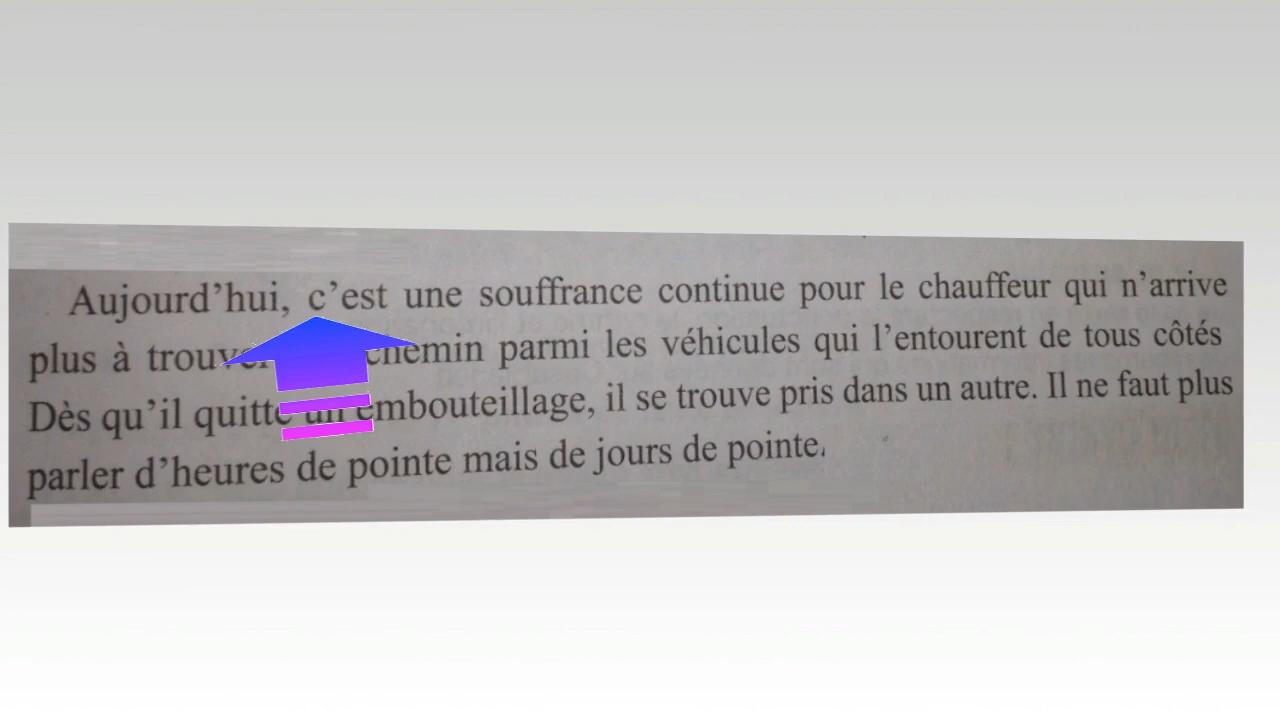 Aujourd'hui, c'est une souffrance continue pour le chauffeur qui n'arrive
plus à trouver chemin parmi les véhicules qui l'entourent de tous côtés
Dès qu'il quitte un embouteillage, il se trouve pris dans un autre. Il ne faut plus
parler d'heures de pointe mais de jours de pointe.